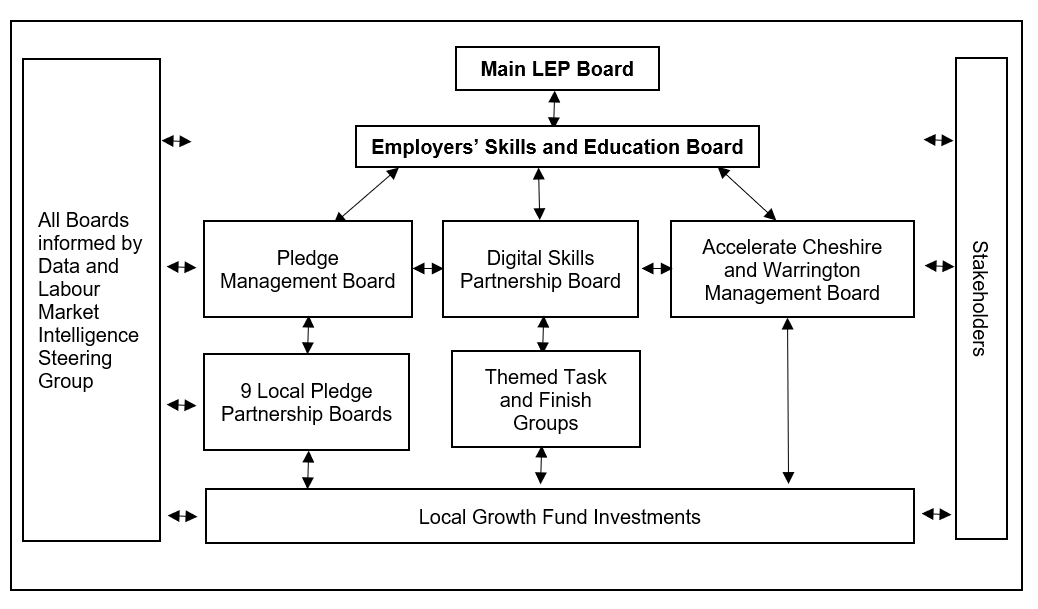 Main LEP Board
Employers’ Skills and Education Board
All Boards
informed by
Data and
Labour
Market
Intelligence
Steering
Group
Pledge
Management Board
Digital Skills
Partnership Board
Accelerate Cheshire
and Warrington
Management Board
Stakeholders
9 Local Pledge
Partnership Boards
Themed Task
and Finish
Groups
Local Growth Fund Investments